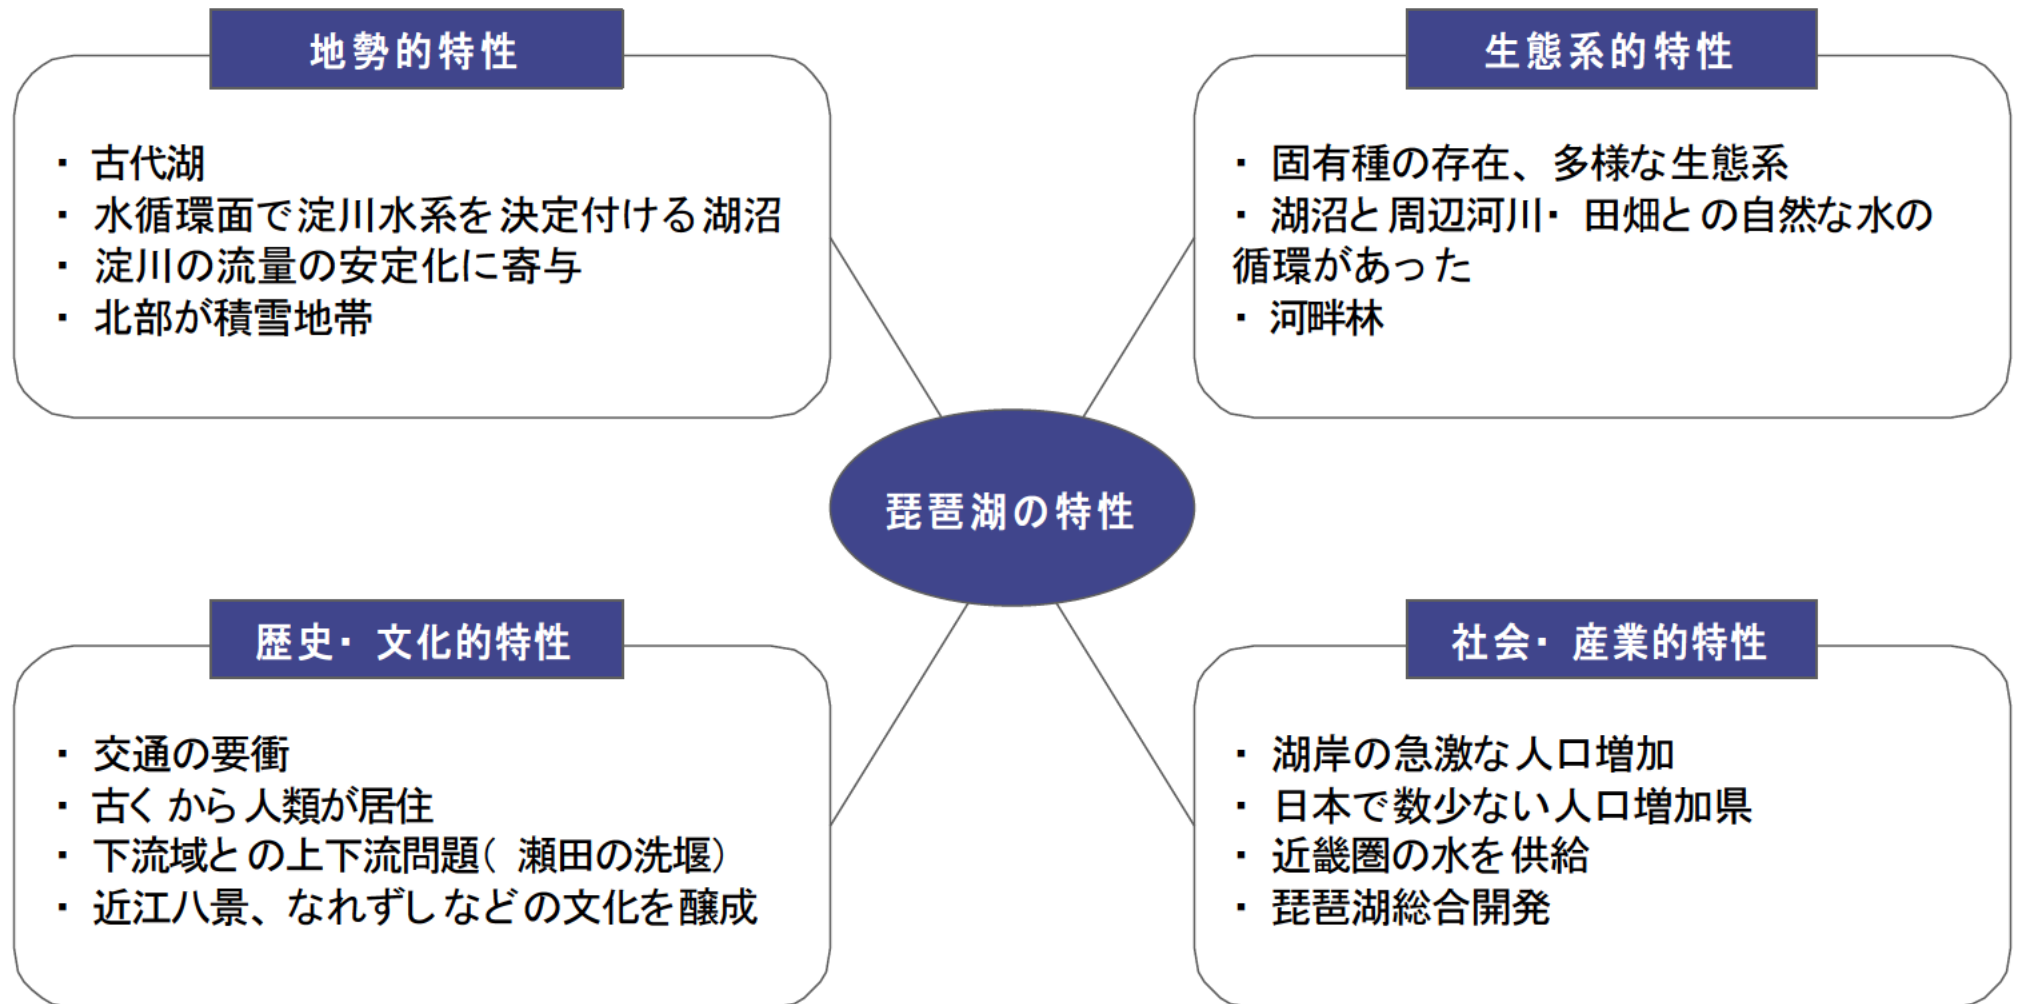 地勢的特性
・古代湖
・水循環面で淀川水系を決定付ける湖沼
・淀川の流量の安定化に寄与
・北部が積雪地帯
生態系的特性
・固有種の存在、多様な生態系
・湖沼と周辺河川・田畑との自然な水の
循環があった
・河畔林
琵琶湖の特性
歴史・文化的特性
・交通の要衝
・古くから人類が居住
・下流域との上下流問題(瀬田の洗堰)
・近江八景、なれずしなどの文化を醸成
社会・産業的特性
・湖岸の急激な人口増加
・日本で数少ない人口増加県
・近畿圏の水を供給
・琵琶湖総合開発